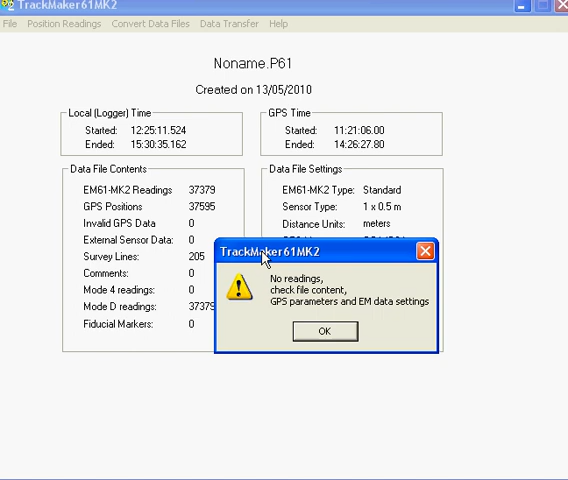 TrackMaker61MK2
File Position Readings Convert Data Files Data Transfer Help
Noname.P61
Created on 13/05/2010
Local (Logger) Time
Started: 12:25:11.524
Ended: 15:30:35.162
GPS Time
Started: 11:21:06.00
Ended: 14:26:27.80
Data File Contents
EM61-MK2 Readings 37379
GPS Positions 37595
Invalid GPS Data 0
External Sensor Data: 0
Survey Lines: 205
Comments: 0
Mode 4 readings: 0
Mode D readings: 37379
Fiducial Markers: 0
Data File Settings
EM61-MK2 Type: Standard
Sensor Type: 1 x 0.5 m
Distance Units: meters
TrackMaker61MK2
No readings,
check file content,
GPS parameters and EM data settings
OK